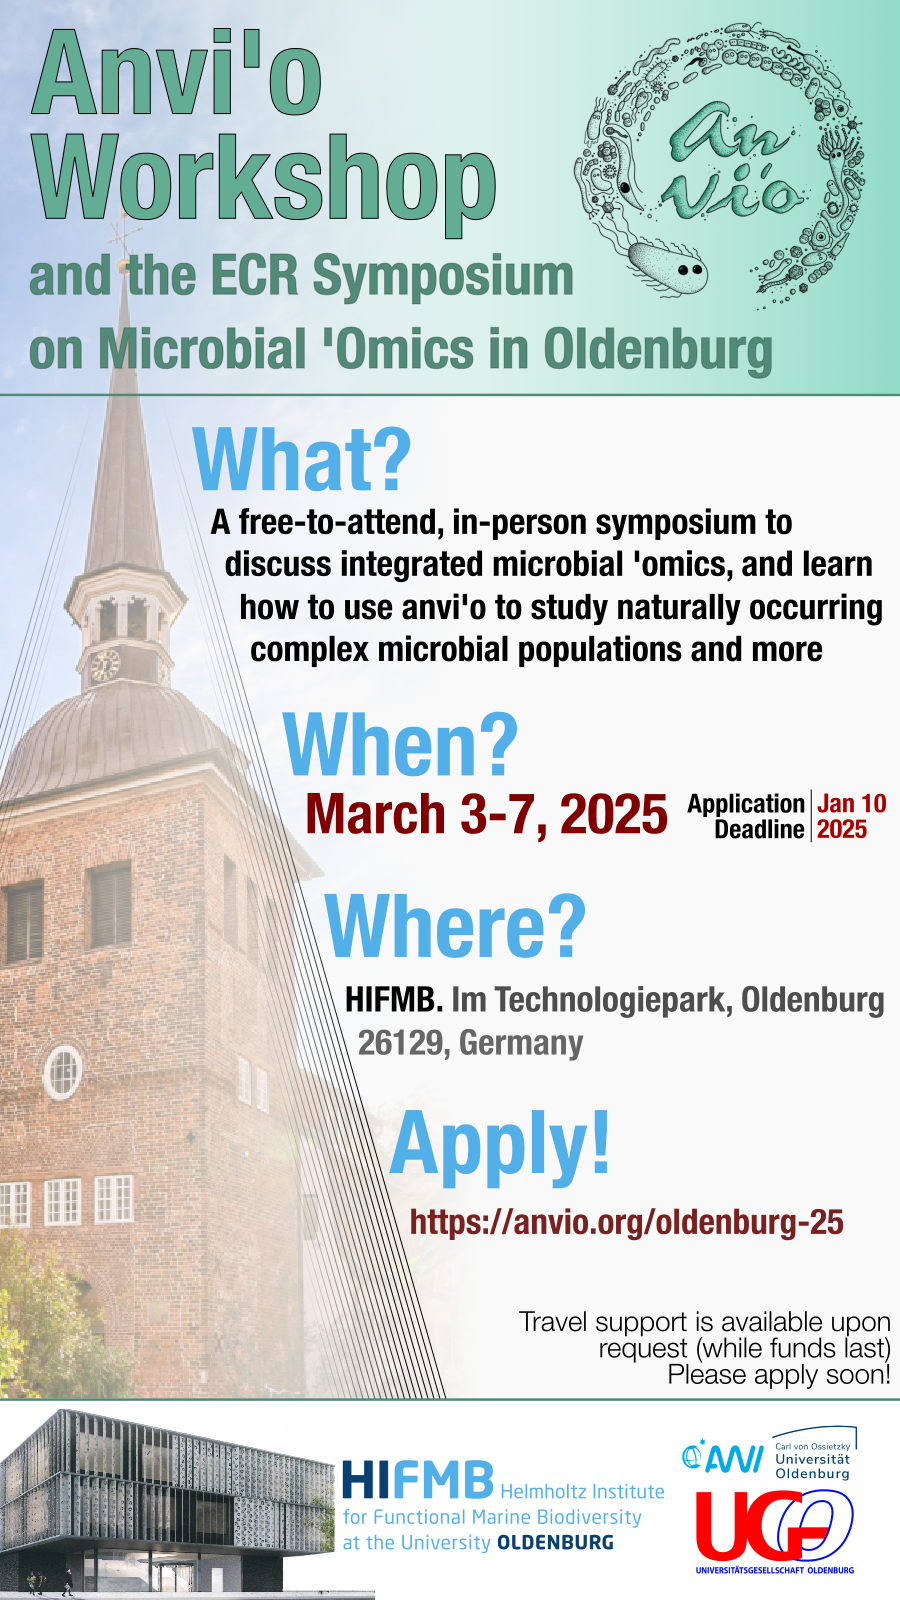 Anvi'o
Workshop
An
vi'o
and the ECR Symposium
on Microbial 'Omics in Oldenburg
What?
A free-to-attend, in-person symposium to
discuss integrated microbial 'omics, and learn
how to use anvi'o to study naturally occurring
complex microbial populations and more
When?
March 3-7, 2025
Application
Deadline
Jan 10
2025
Where?
HIFMB. Im Technologiepark, Oldenburg
26129, Germany
Apply!
https://anvio.org/oldenburg-25
Travel support is available upon
request (while funds last)
Please apply soon!
HIFMB Helmholtz Institute
for Functional Marine Biodiversity
at the University OLDENBURG
AWI
Carl von Ossietzky
Universität
Oldenburg
UGO
UNIVERSITÄTSGESELLSCHAFT OLDENBURG